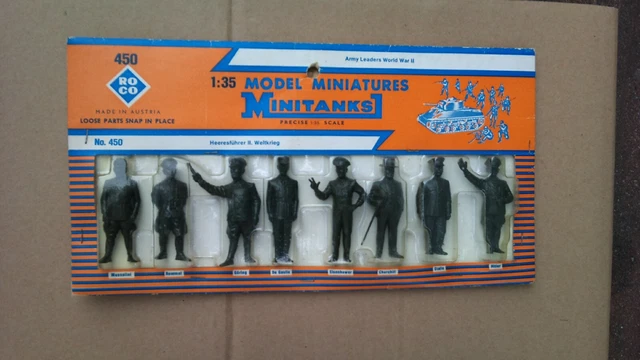 450
ROCO
MADE IN AUSTRIA
LOOSE PARTS SNAP IN PLACE
Army Leaders World War II
1:35 MODEL MINIATURES
MINITANKS
PRECISE SCALE
No. 450
Heeresführer II. Weltkrieg
Mussolini
Rommel
Göring
De Gaulle
Eisenhower
Churchill
Stalin
Hitler